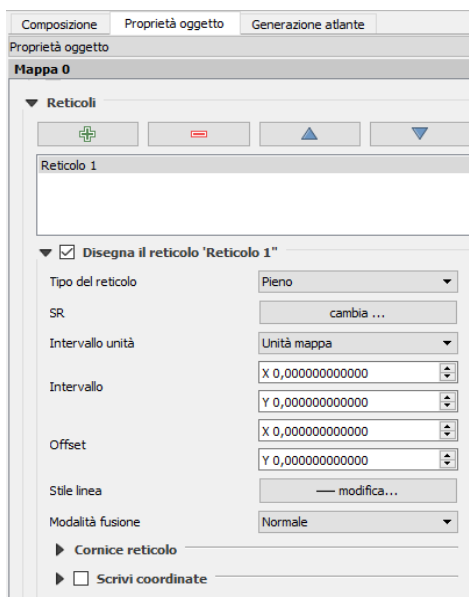 Composizione Proprietà oggetto Generazione atlante
Proprietà oggetto
Mappa 0
Reticoli
Reticolo 1
Disegna il reticolo 'Reticolo 1"
Tipo del reticolo Pieno
SR cambia ...
Intervallo unità Unità mappa
Intervallo X 0,000000000000
Y 0,000000000000
Offset X 0,000000000000
Y 0,000000000000
Stile linea modifica...
Modalità fusione Normale
Cornice reticolo
Scrivi coordinate